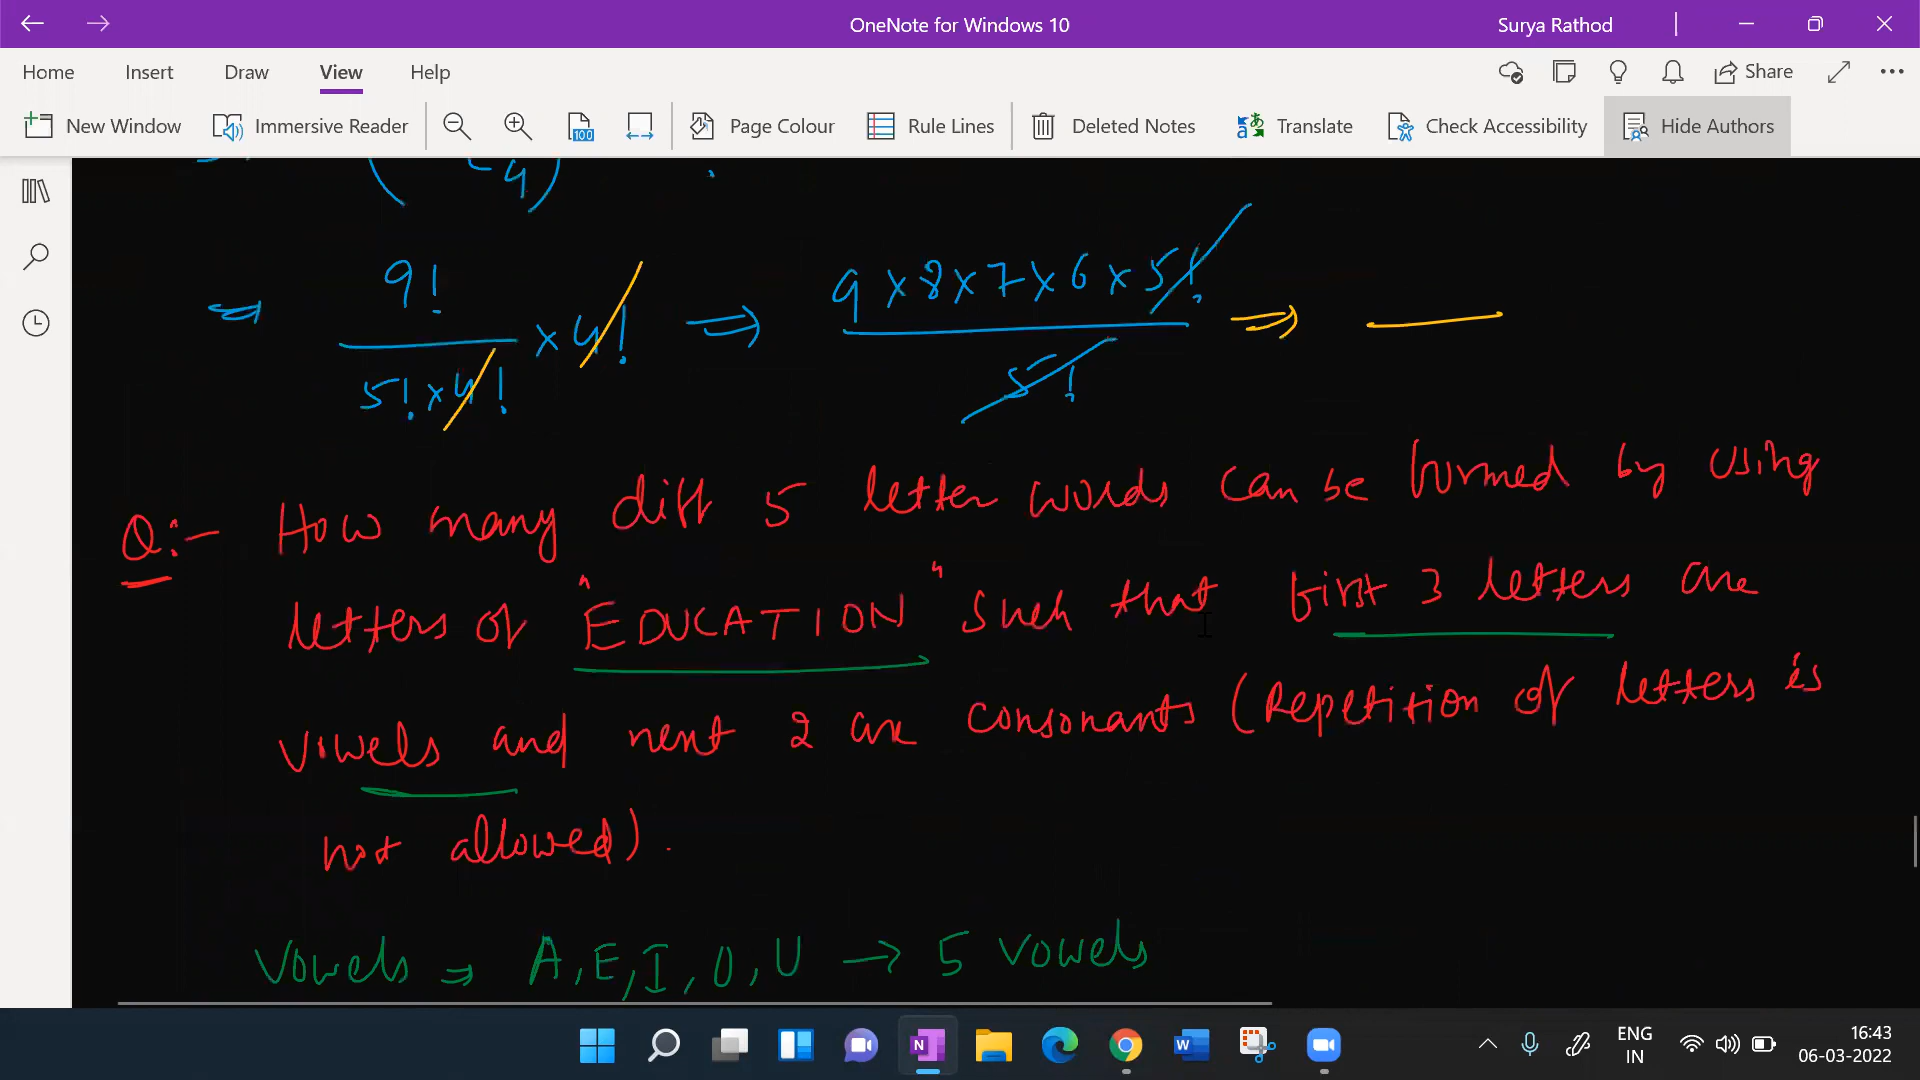 OneNote for Windows 10
Surya Rathod
Home Insert Draw View Help
Share
New Window Immersive Reader 100 Page Colour Rule Lines Deleted Notes Translate Check Accessibility Hide Authors
4
⇒ 9! / 5! x 4! x 4! ⇒ 9 x 8 x 7 x 6 x 5! / 5! ⇒
Q:- How many diff 5 letter words can be formed by using
letters of "EDUCATION" such that first 3 letters are
vowels and next 2 are consonants (Repetition of letters is
not allowed).
Vowels ⇒ A, E, I, O, U → 5 vowels
ENG
IN
16:43
06-03-2022